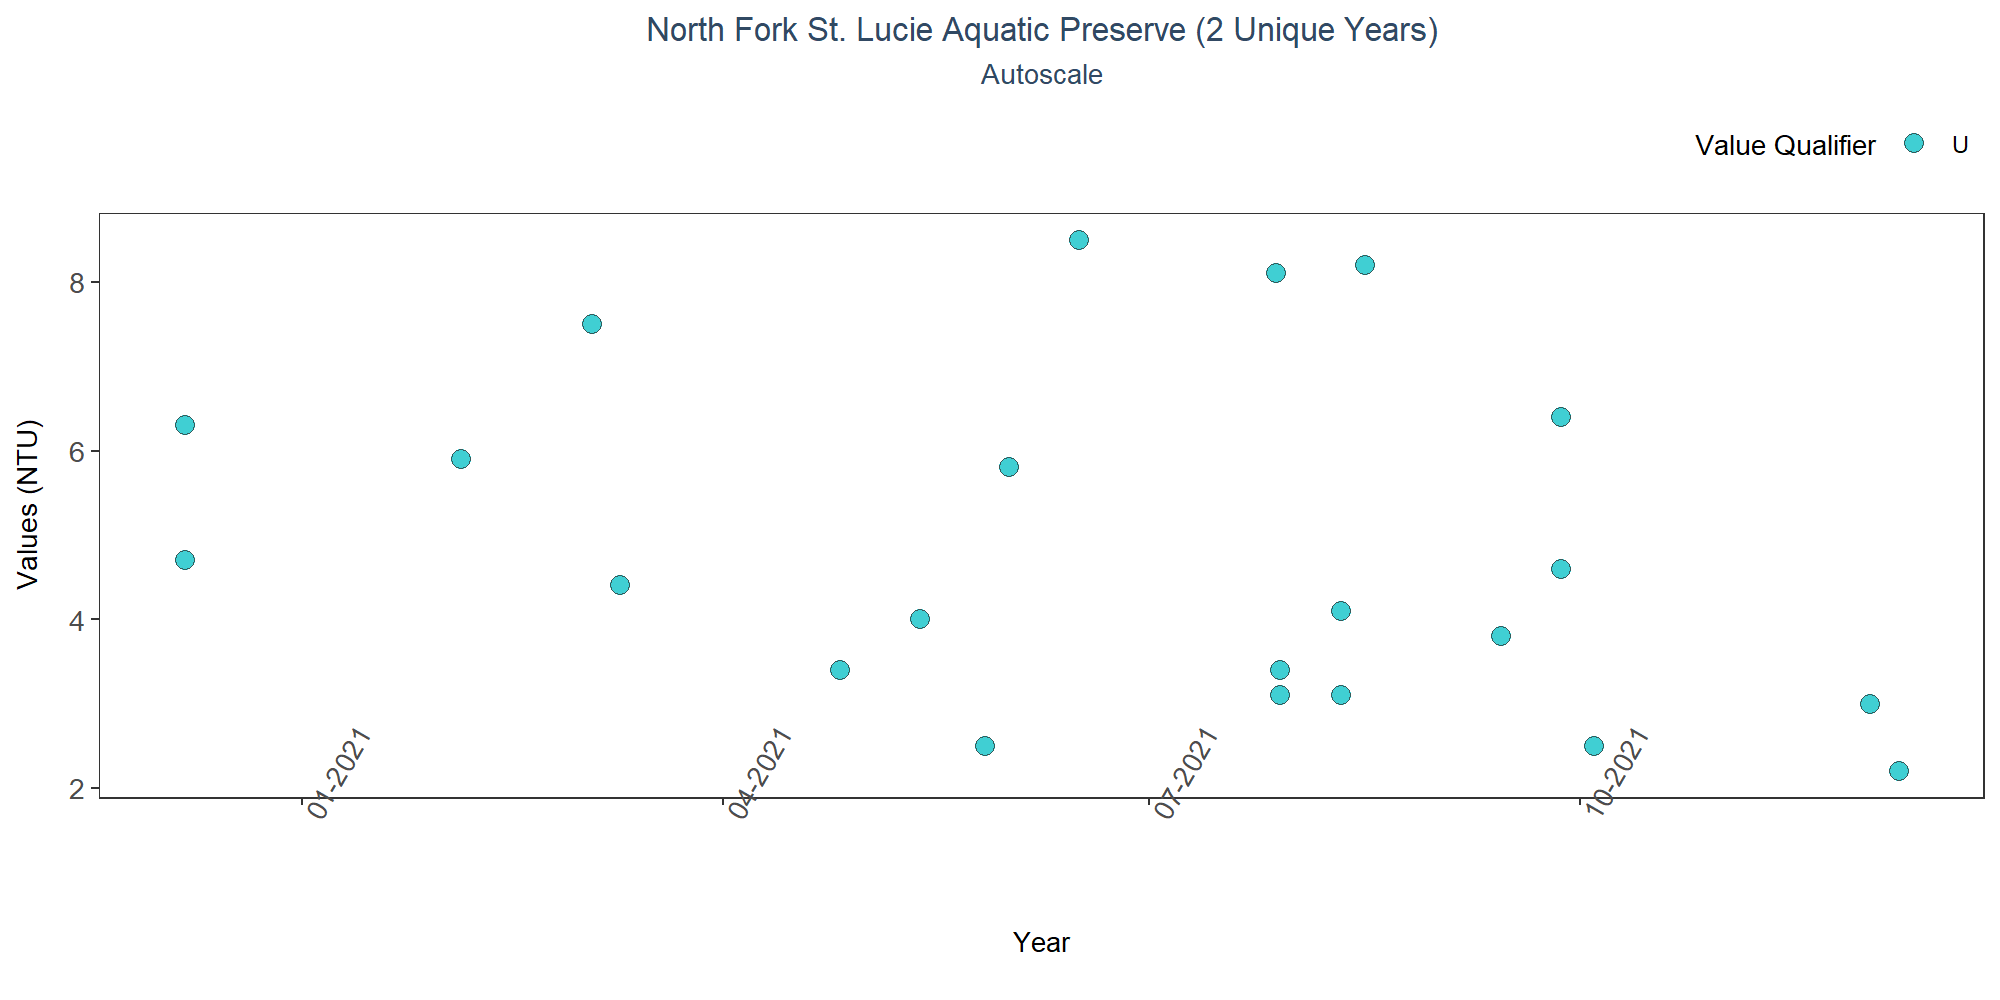 North Fork St. Lucie Aquatic Preserve (2 Unique Years)
Autoscale
Value Qualifier U
Values (NTU)
8
6
4
2
01-2021
04-2021
07-2021
10-2021
Year